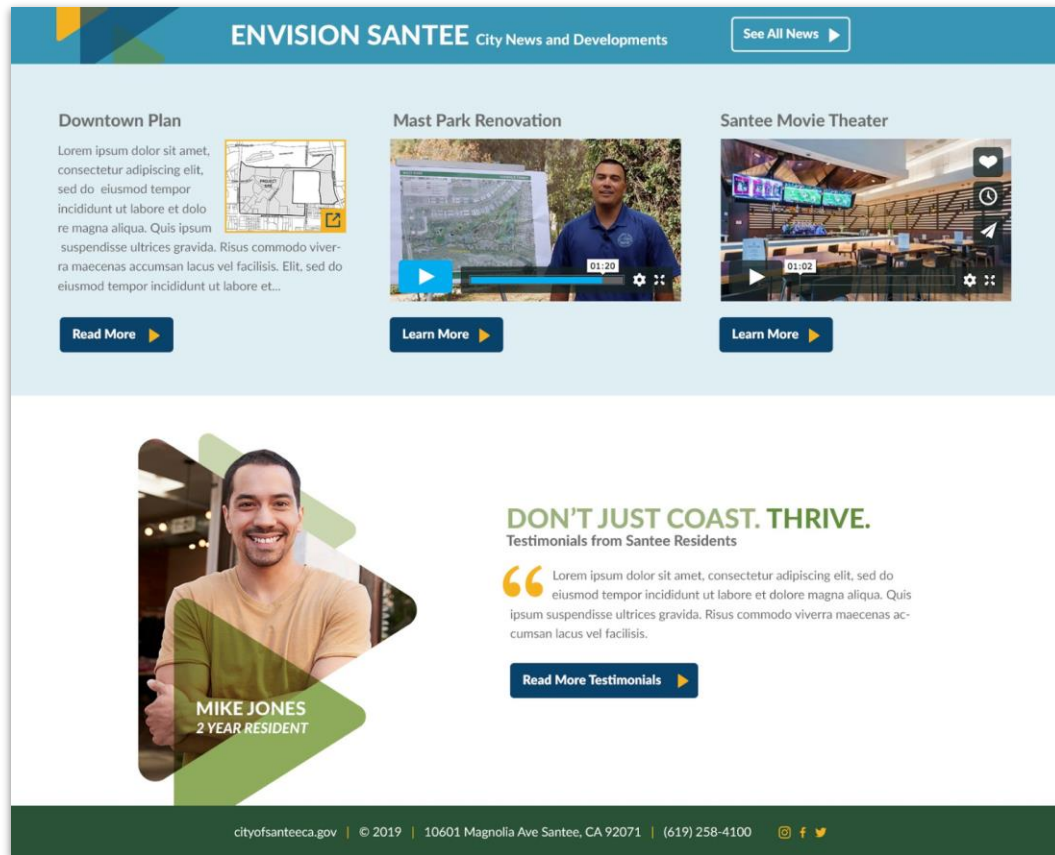 ENVISION SANTEE City News and Developments
See All News
Downtown Plan
Lorem ipsum dolor sit amet,
consectetur adipiscing elit,
sed do eiusmod tempor
incididunt ut labore et dolo
re magna aliqua. Quis ipsum
suspendisse ultrices gravida. Risus commodo viver-
ra maecenas accumsan lacus vel facilisis. Elit, sed do
eiusmod tempor incididunt ut labore et...
PROJECT
SITE
Read More
Mast Park Renovation
01:20
Learn More
Santee Movie Theater
01:02
Learn More
MIKE JONES
2 YEAR RESIDENT
DON'T JUST COAST. THRIVE.
Testimonials from Santee Residents
“ Lorem ipsum dolor sit amet, consectetur adipiscing elit, sed do
eiusmod tempor incididunt ut labore et dolore magna aliqua. Quis
ipsum suspendisse ultrices gravida. Risus commodo viverra maecenas ac-
cumsan lacus vel facilisis.
Read More Testimonials
cityofsanteeca.gov | © 2019 | 10601 Magnolia Ave Santee, CA 92071 | (619) 258-4100